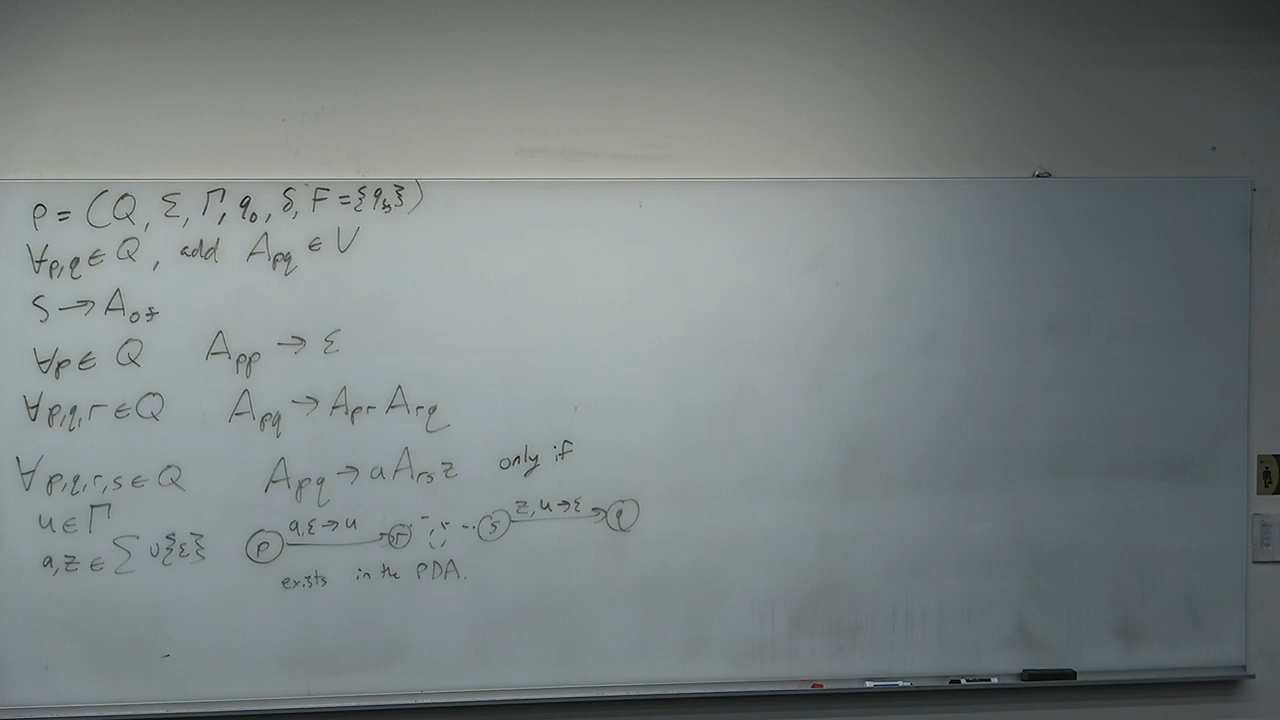 P = (Q, Σ, Γ, q₀, δ, F = {q_f})
∀p,q ∈ Q, add A_pq ∈ V
S → A_0f
∀p ∈ Q A_pp → ε
∀p,q,r ∈ Q A_pq → A_pr A_rq
∀p,q,r,s ∈ Q A_pq → a A_rs z only if
u ∈ Γ
a,z ∈ Σ ∪ {ε}
p a,ε→u r s z,u→ε q
exists in the PDA.